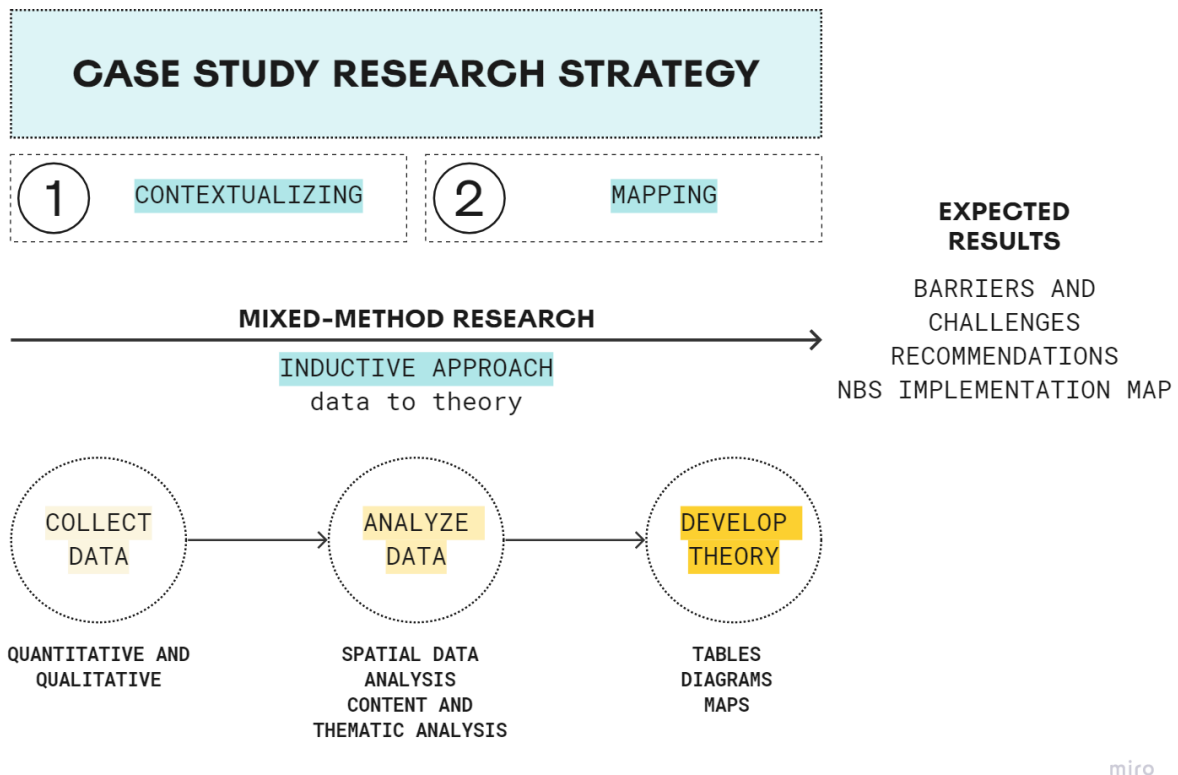 CASE STUDY RESEARCH STRATEGY
1
CONTEXTUALIZING
2
MAPPING
EXPECTED
RESULTS
BARRIERS AND
CHALLENGES
RECOMMENDATIONS
NBS IMPLEMENTATION MAP
MIXED-METHOD RESEARCH
INDUCTIVE APPROACH
data to theory
COLLECT
DATA
ANALYZE
DATA
DEVELOP
THEORY
QUANTITATIVE AND
QUALITATIVE
SPATIAL DATA
ANALYSIS
CONTENT AND
THEMATIC ANALYSIS
TABLES
DIAGRAMS
MAPS
miro